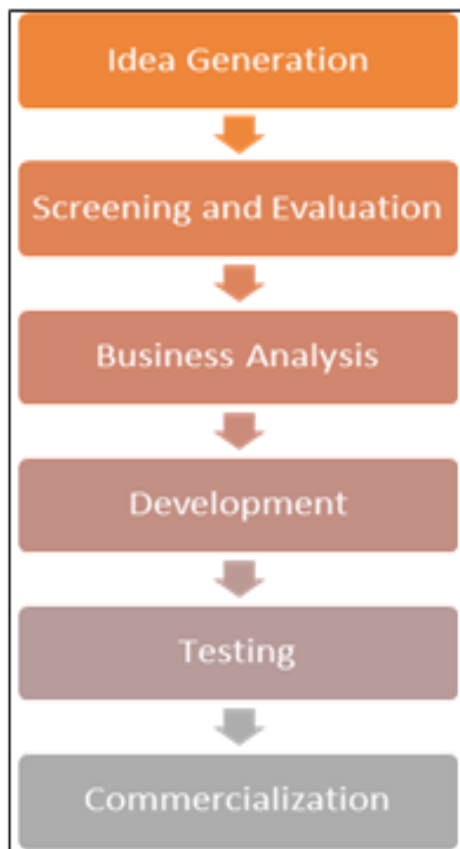 Idea Generation
Screening and Evaluation
Business Analysis
Development
Testing
Commercialization